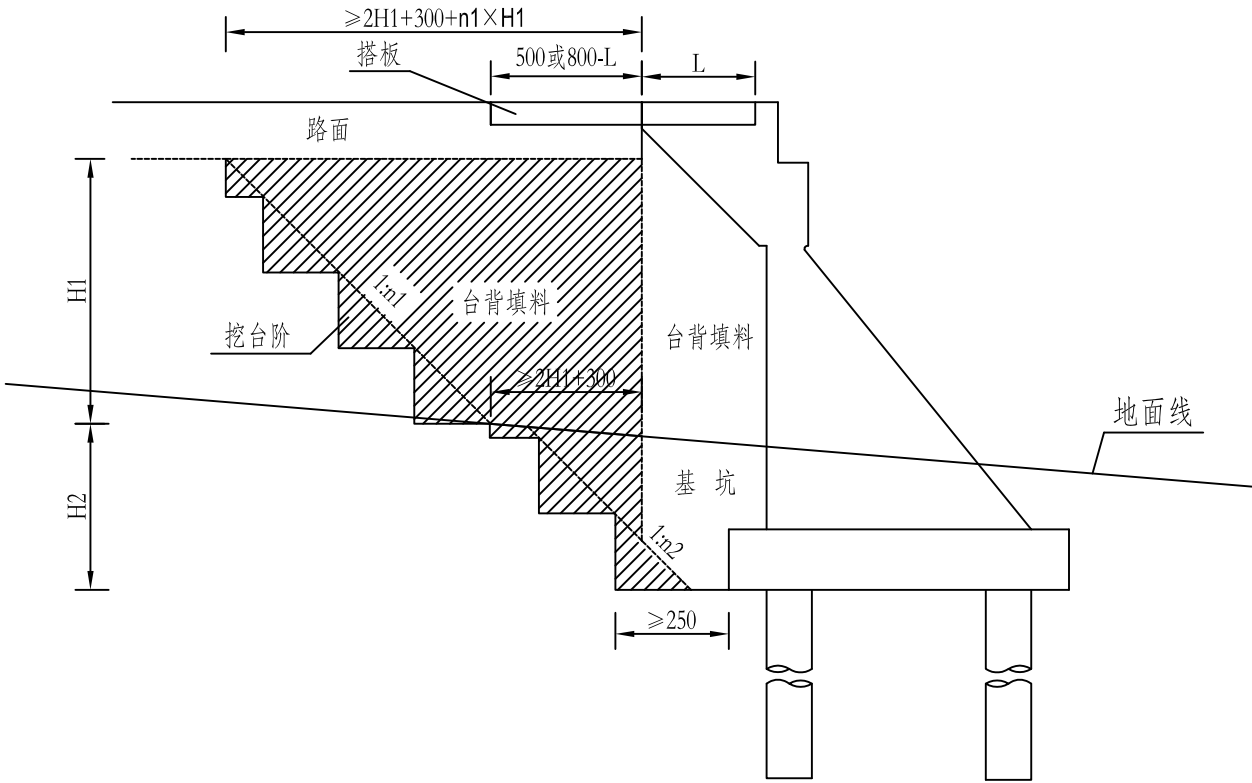 ≥2H1+300+n1×H1
搭板
500或800-L
L
路面
H1
1:n1
台背填料
挖台阶
台背填料
≥2H1+300
地面线
基 坑
H2
1:n2
≥250